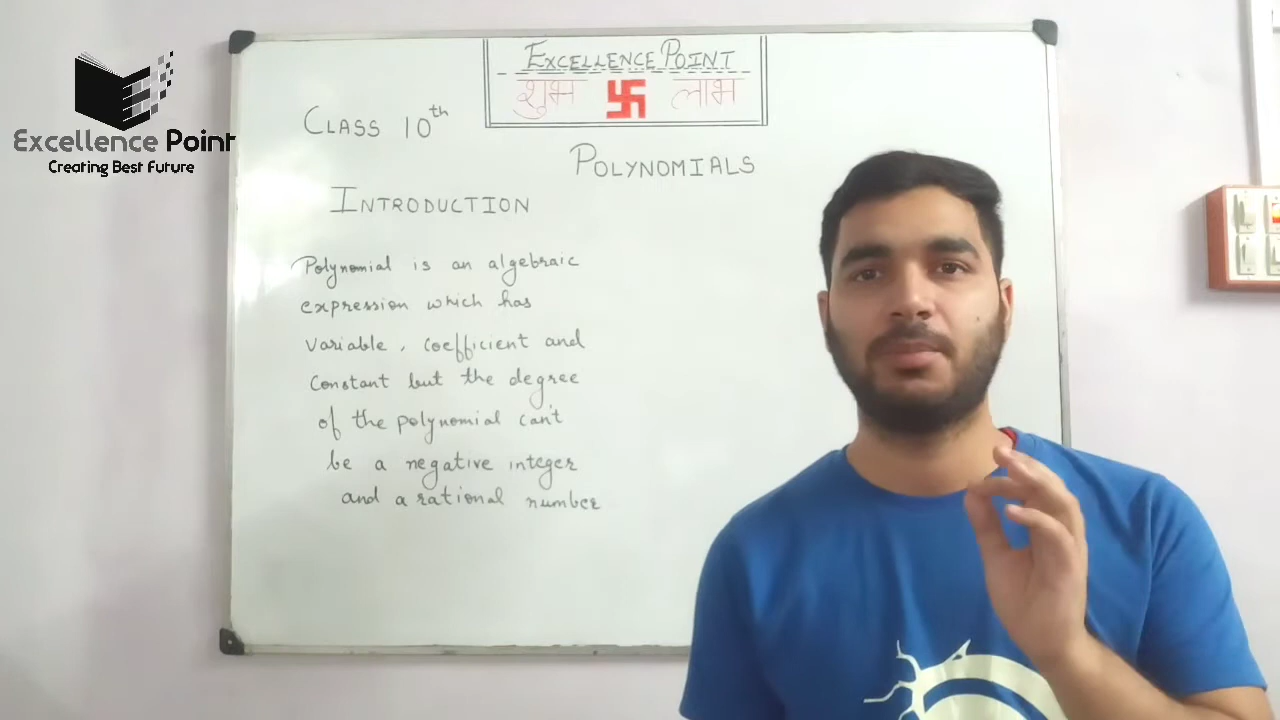 Excellence Point
Creating Best Future
EXCELLENCE POINT
शुभ 卐 लाभ
CLASS 10th
POLYNOMIALS
INTRODUCTION
Polynomial is an algebraic
expression which has
variable, coefficient and
constant but the degree
of the polynomial can't
be a negative integer
and a rational number